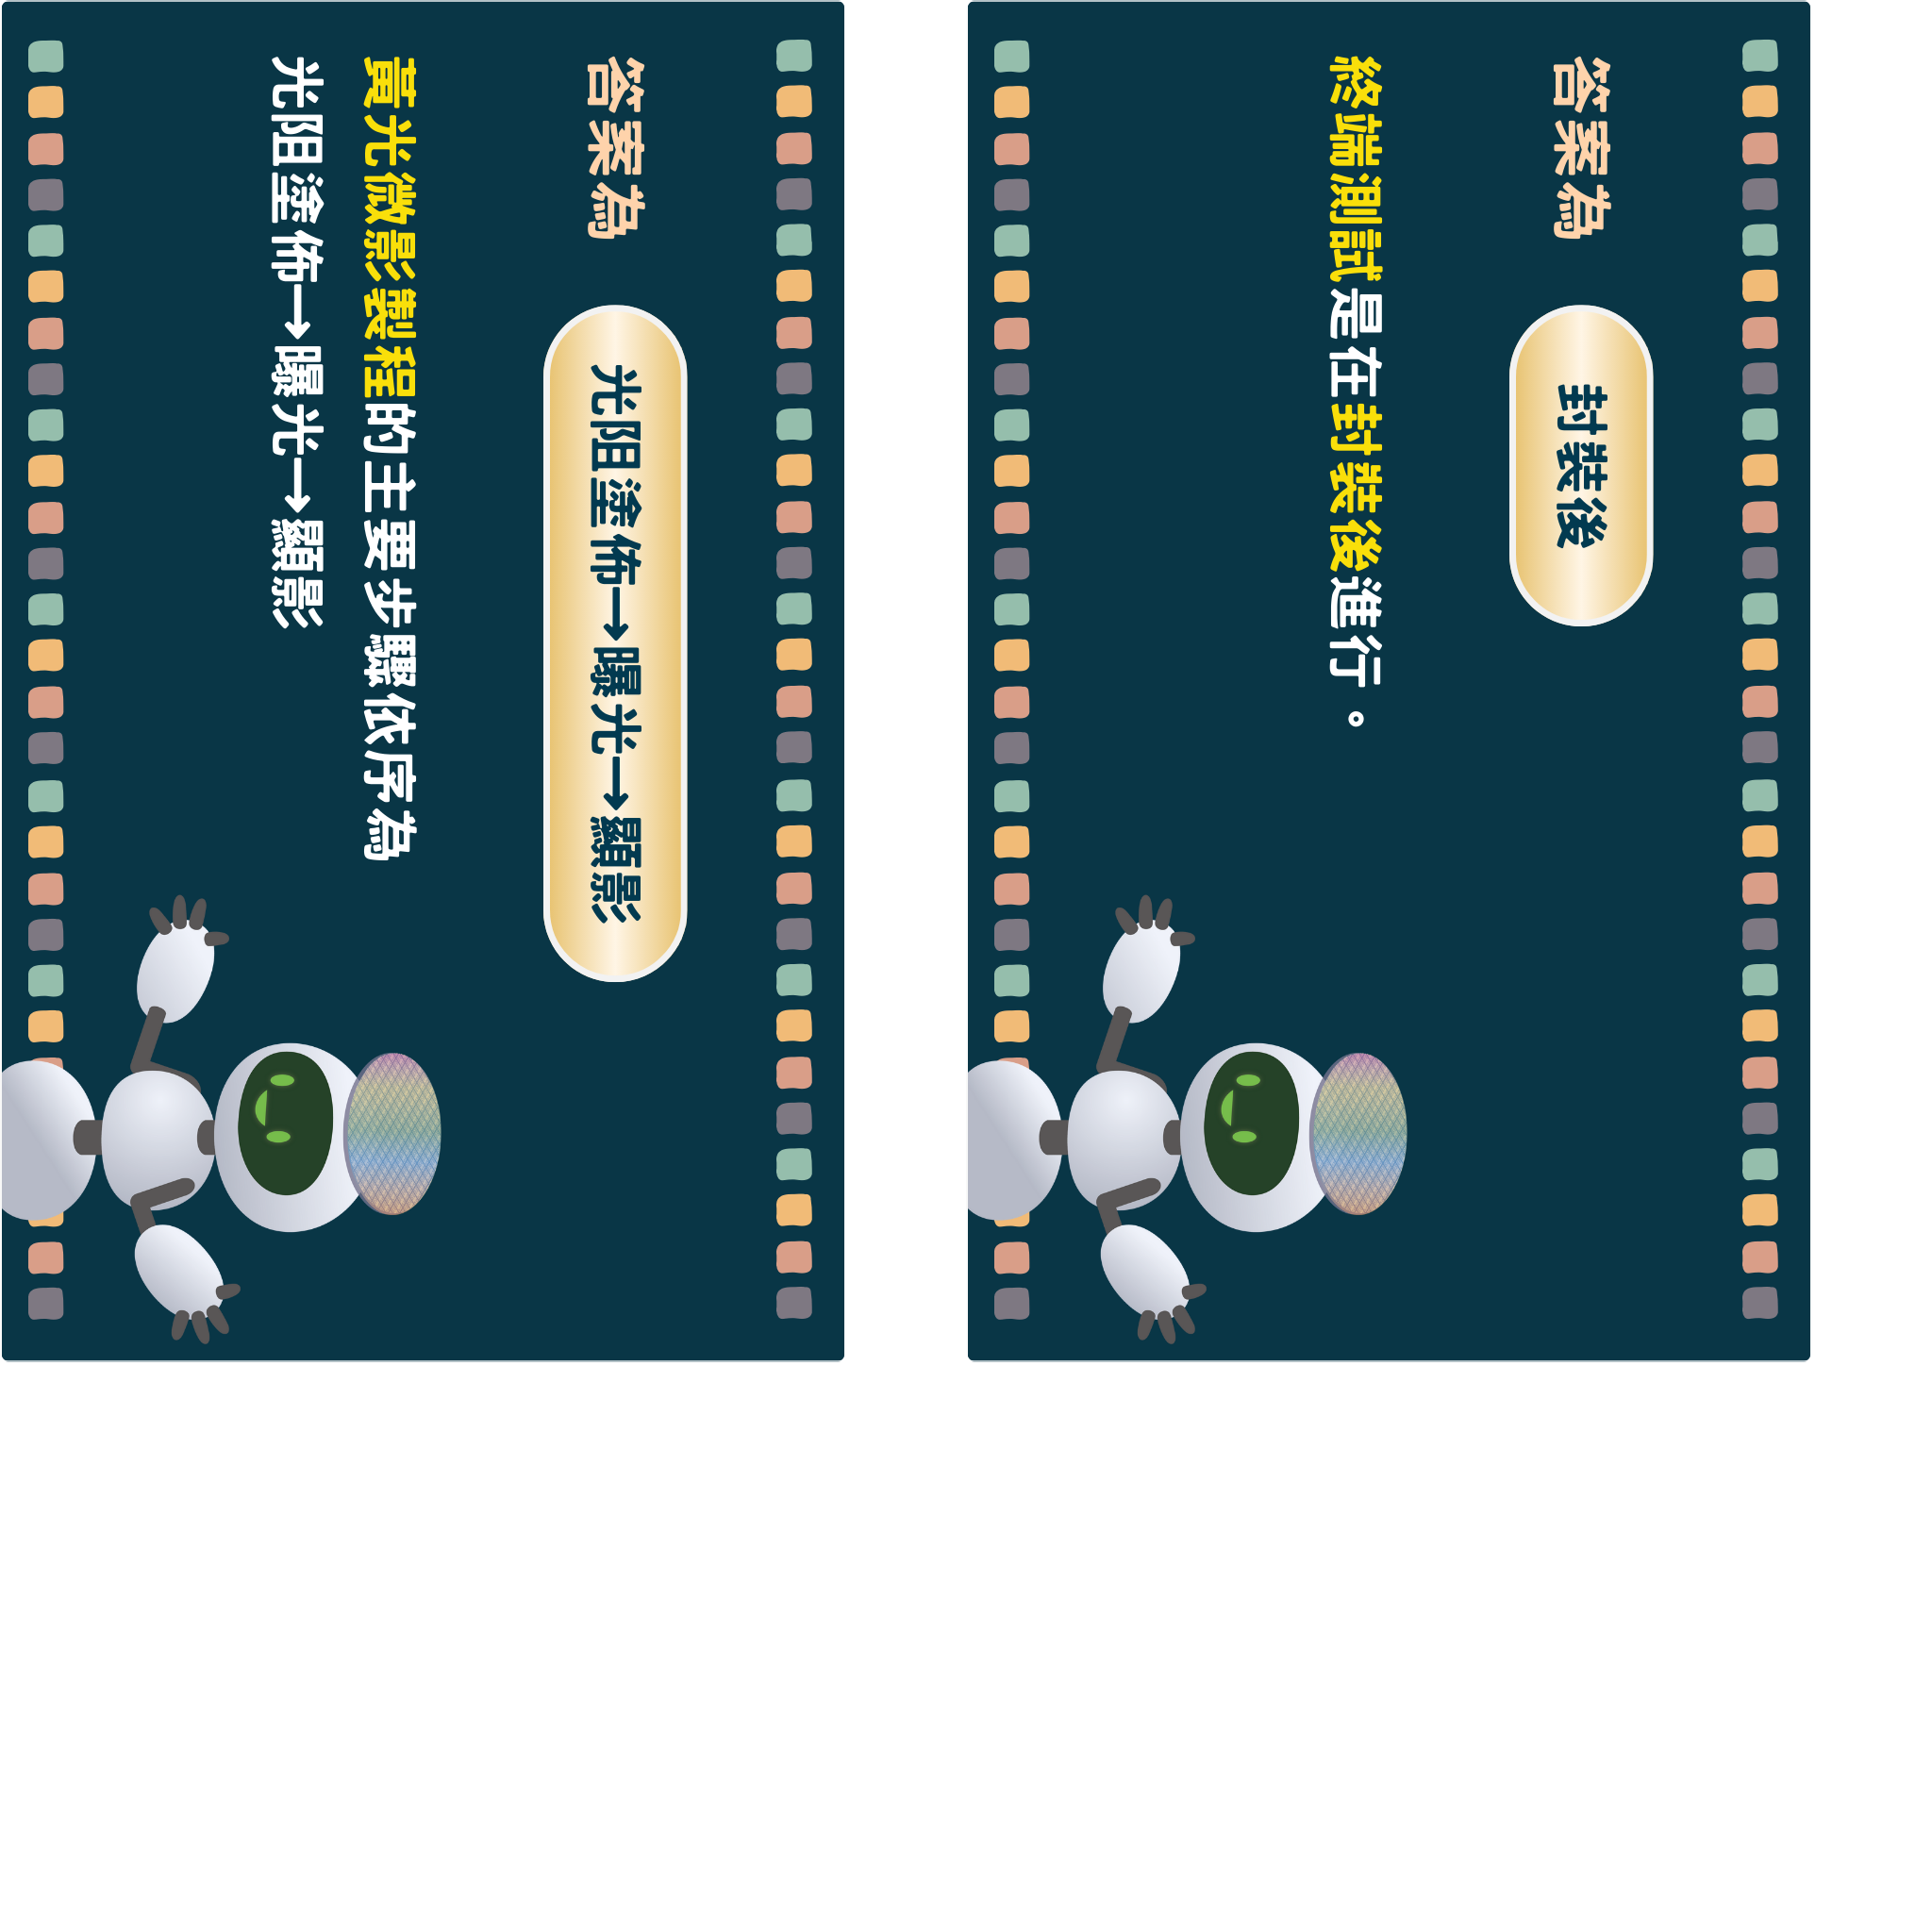 答案為
光阻塗佈→曝光→顯影
黃光微影製程的主要步驟依序為
光阻塗佈→曝光→顯影
答案為
封裝後
終端測試是在封裝後進行。